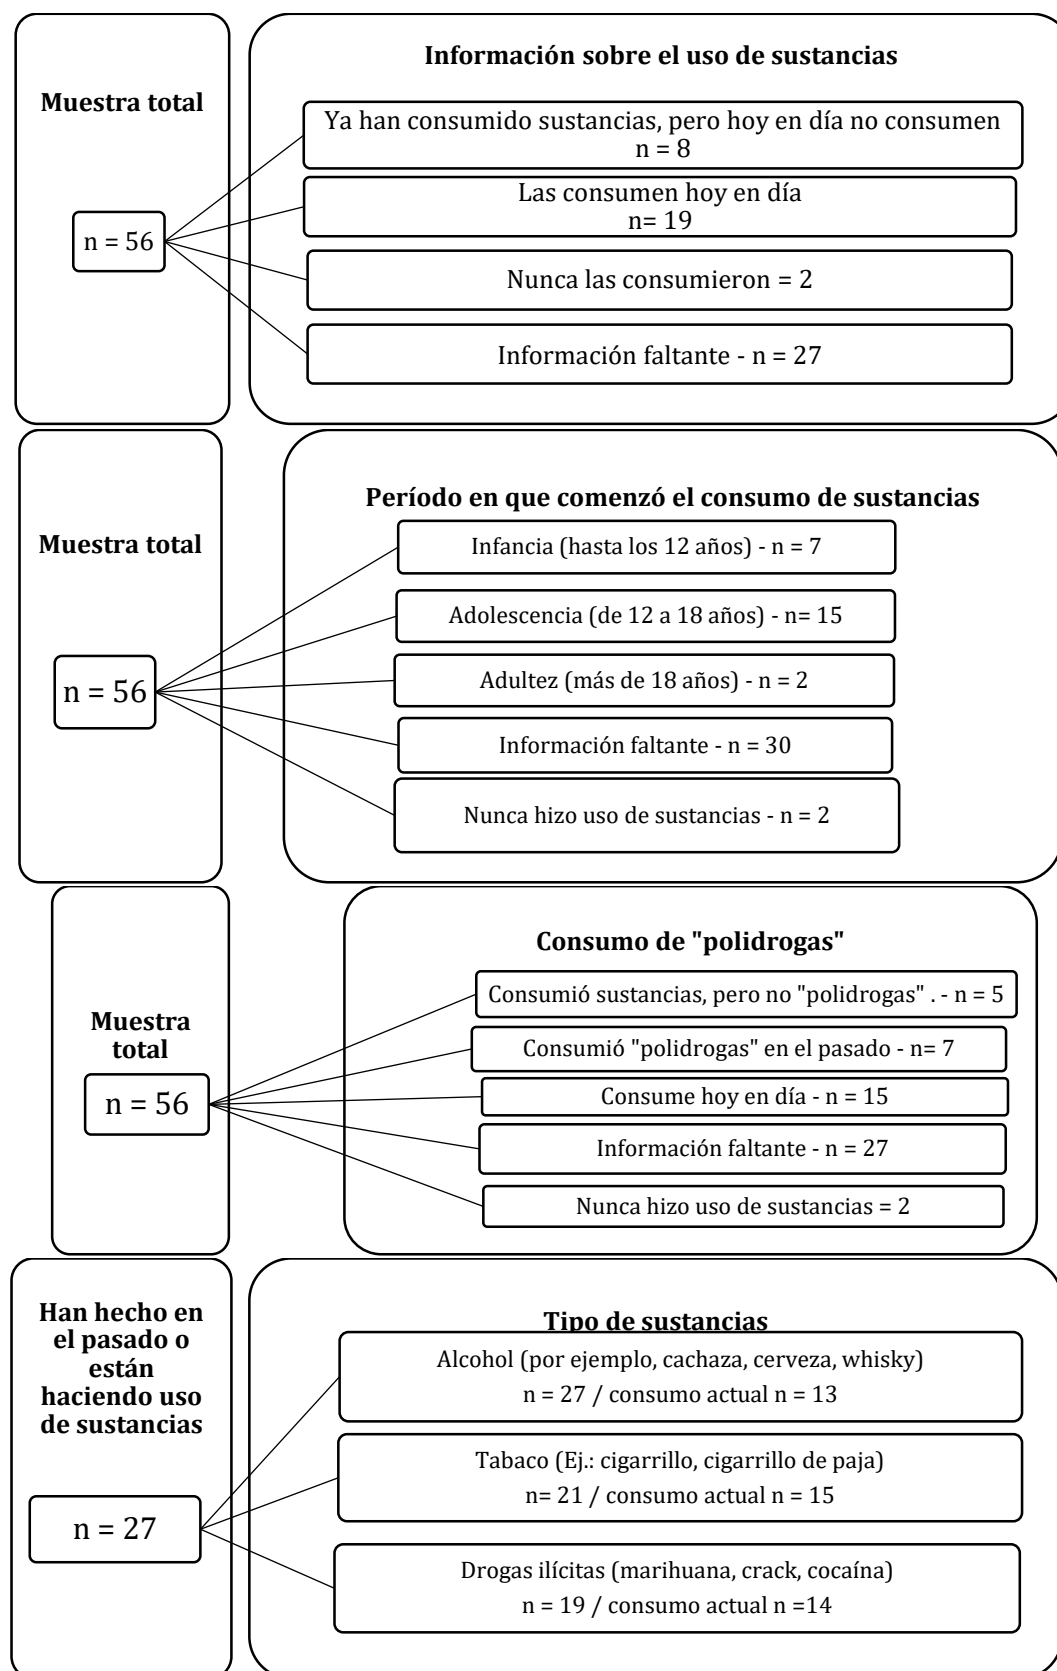 Muestra total
n = 56
Información sobre el uso de sustancias
Ya han consumido sustancias, pero hoy en día no consumen
n = 8
Las consumen hoy en día
n= 19
Nunca las consumieron = 2
Información faltante - n = 27
Muestra total
n = 56
Período en que comenzó el consumo de sustancias
Infancia (hasta los 12 años) - n = 7
Adolescencia (de 12 a 18 años) - n= 15
Adultez (más de 18 años) - n = 2
Información faltante - n = 30
Nunca hizo uso de sustancias - n = 2
Muestra
total
n = 56
Consumo de "polidrogas"
Consumió sustancias, pero no "polidrogas" . - n = 5
Consumió "polidrogas" en el pasado - n= 7
Consume hoy en día - n = 15
Información faltante - n = 27
Nunca hizo uso de sustancias = 2
Han hecho en
el pasado o
están
haciendo uso
de sustancias
n = 27
Tipo de sustancias
Alcohol (por ejemplo, cachaza, cerveza, whisky)
n = 27 / consumo actual n = 13
Tabaco (Ej.: cigarrillo, cigarrillo de paja)
n= 21 / consumo actual n = 15
Drogas ilícitas (marihuana, crack, cocaína)
n = 19 / consumo actual n =14